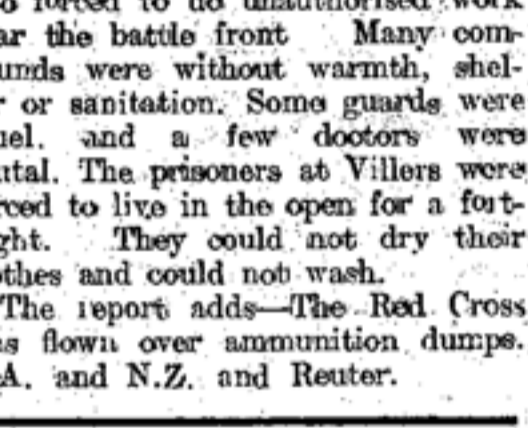 forced to do unauthorised work
ar the battle front Many com-
unds were without warmth, shel-
r or sanitation. Some guards were
uel. and a few doctors were
utal. The prisoners at Villers were
rced to live in the open for a fort-
ght. They could not dry their
othes and could not wash.
The report adds—The Red Cross
as flown over ammunition dumps.
A. and N.Z. and Reuter.